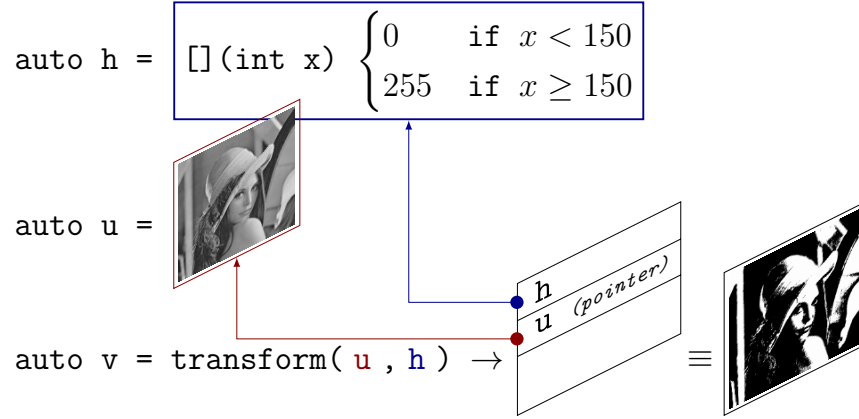 auto h = [](int x) { 0 if x < 150
255 if x ≥ 150
auto u =
h
u (pointer)
auto v = transform( u , h ) → ≡